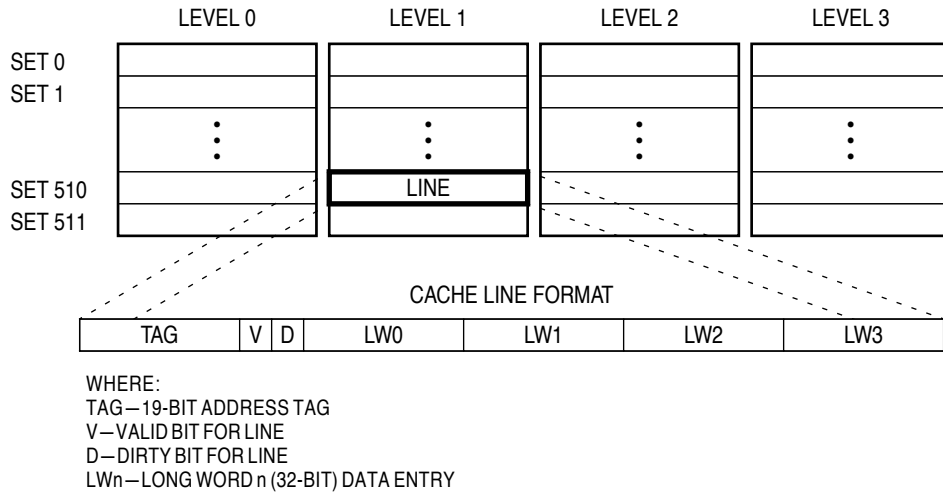 LEVEL 0 LEVEL 1 LEVEL 2 LEVEL 3
SET 0
SET 1
SET 510 LINE
SET 511
CACHE LINE FORMAT
TAG V D LW0 LW1 LW2 LW3
WHERE:
TAG—19-BIT ADDRESS TAG
V—VALID BIT FOR LINE
D—DIRTY BIT FOR LINE
LWn—LONG WORD n (32-BIT) DATA ENTRY